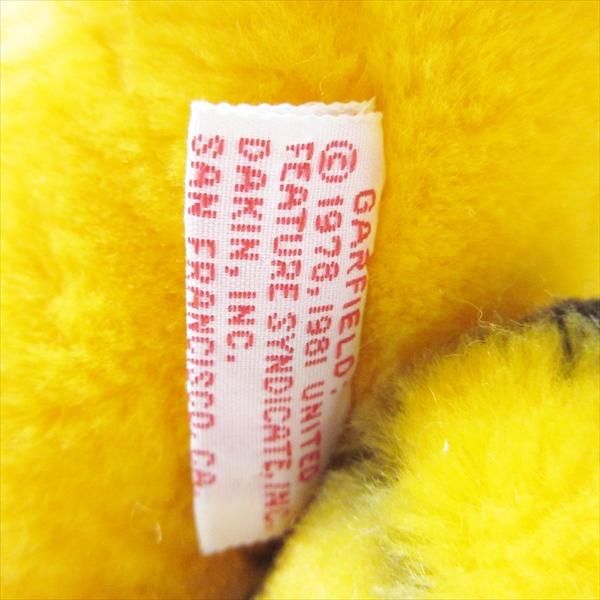 GARFIELD:
© 1978, 1981 UNITED
FEATURE SYNDICATE, INC.
DAKIN, INC.
SAN FRANCISCO, CA.